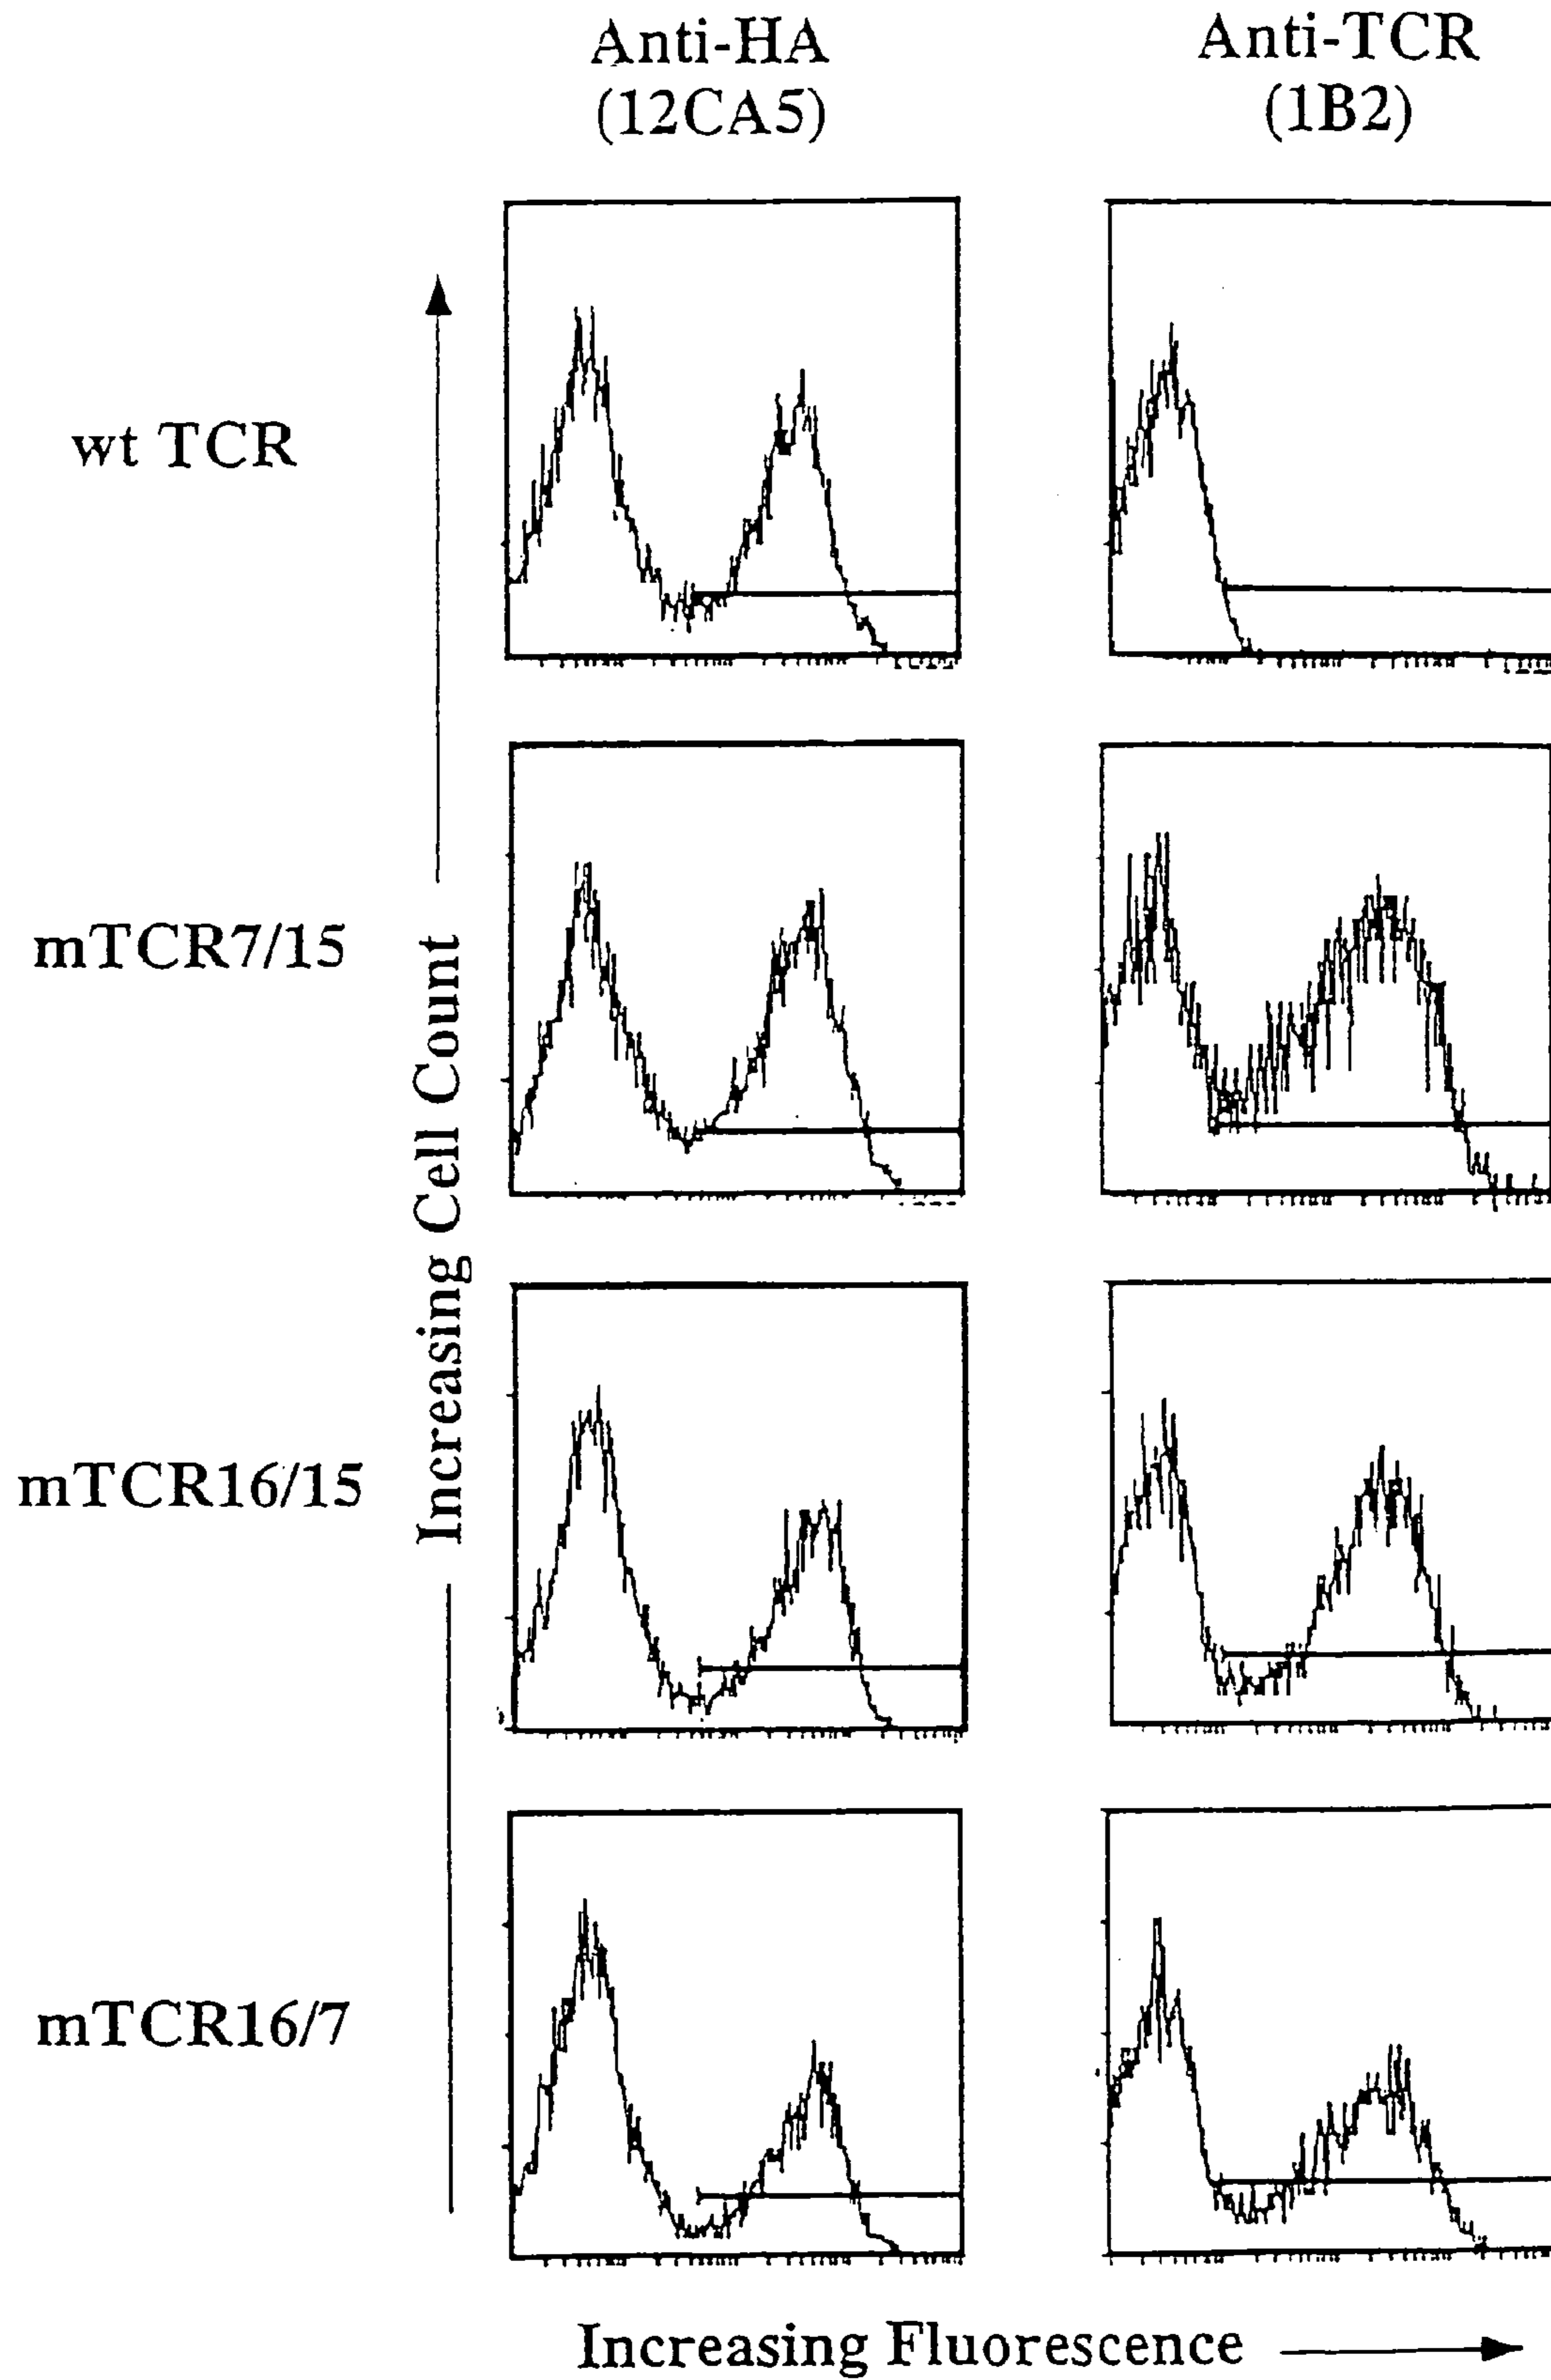 Anti-HA
(12CA5)
Anti-TCR
(1B2)
wt TCR
mTCR7/15
mTCR16/15
mTCR16/7
Increasing Cell Count
Increasing Fluorescence